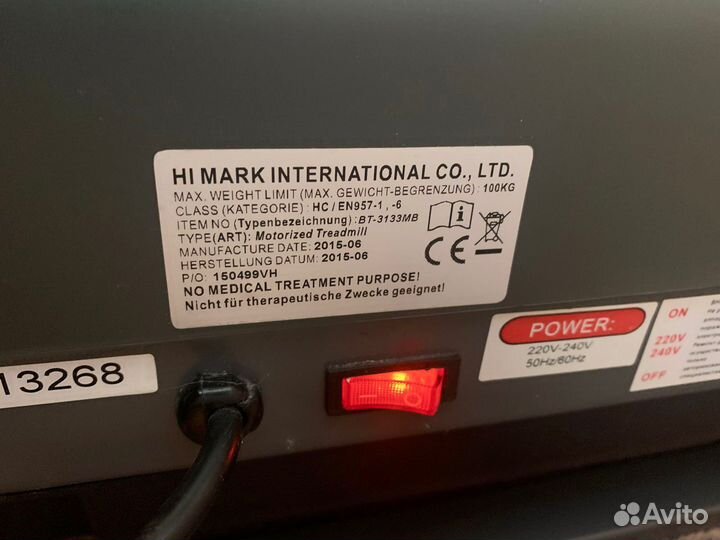 HI MARK INTERNATIONAL CO., LTD.
MAX. WEIGHT LIMIT (MAX. GEWICHT-BEGRENZUNG) : 100KG
CLASS (KATEGORIE) : HC / EN957-1 , -6
ITEM NO (Typenbezeichnung) : BT-3133MB
TYPE(ART): Motorized Treadmill
MANUFACTURE DATE: 2015-06
HERSTELLUNG DATUM: 2015-06
P/O: 150499VH
NO MEDICAL TREATMENT PURPOSE!
Nicht für therapeutische Zwecke geeignet!
CE
13268
POWER:
220V-240V
50Hz/60Hz
ON
220V
240V
OFF
Avito